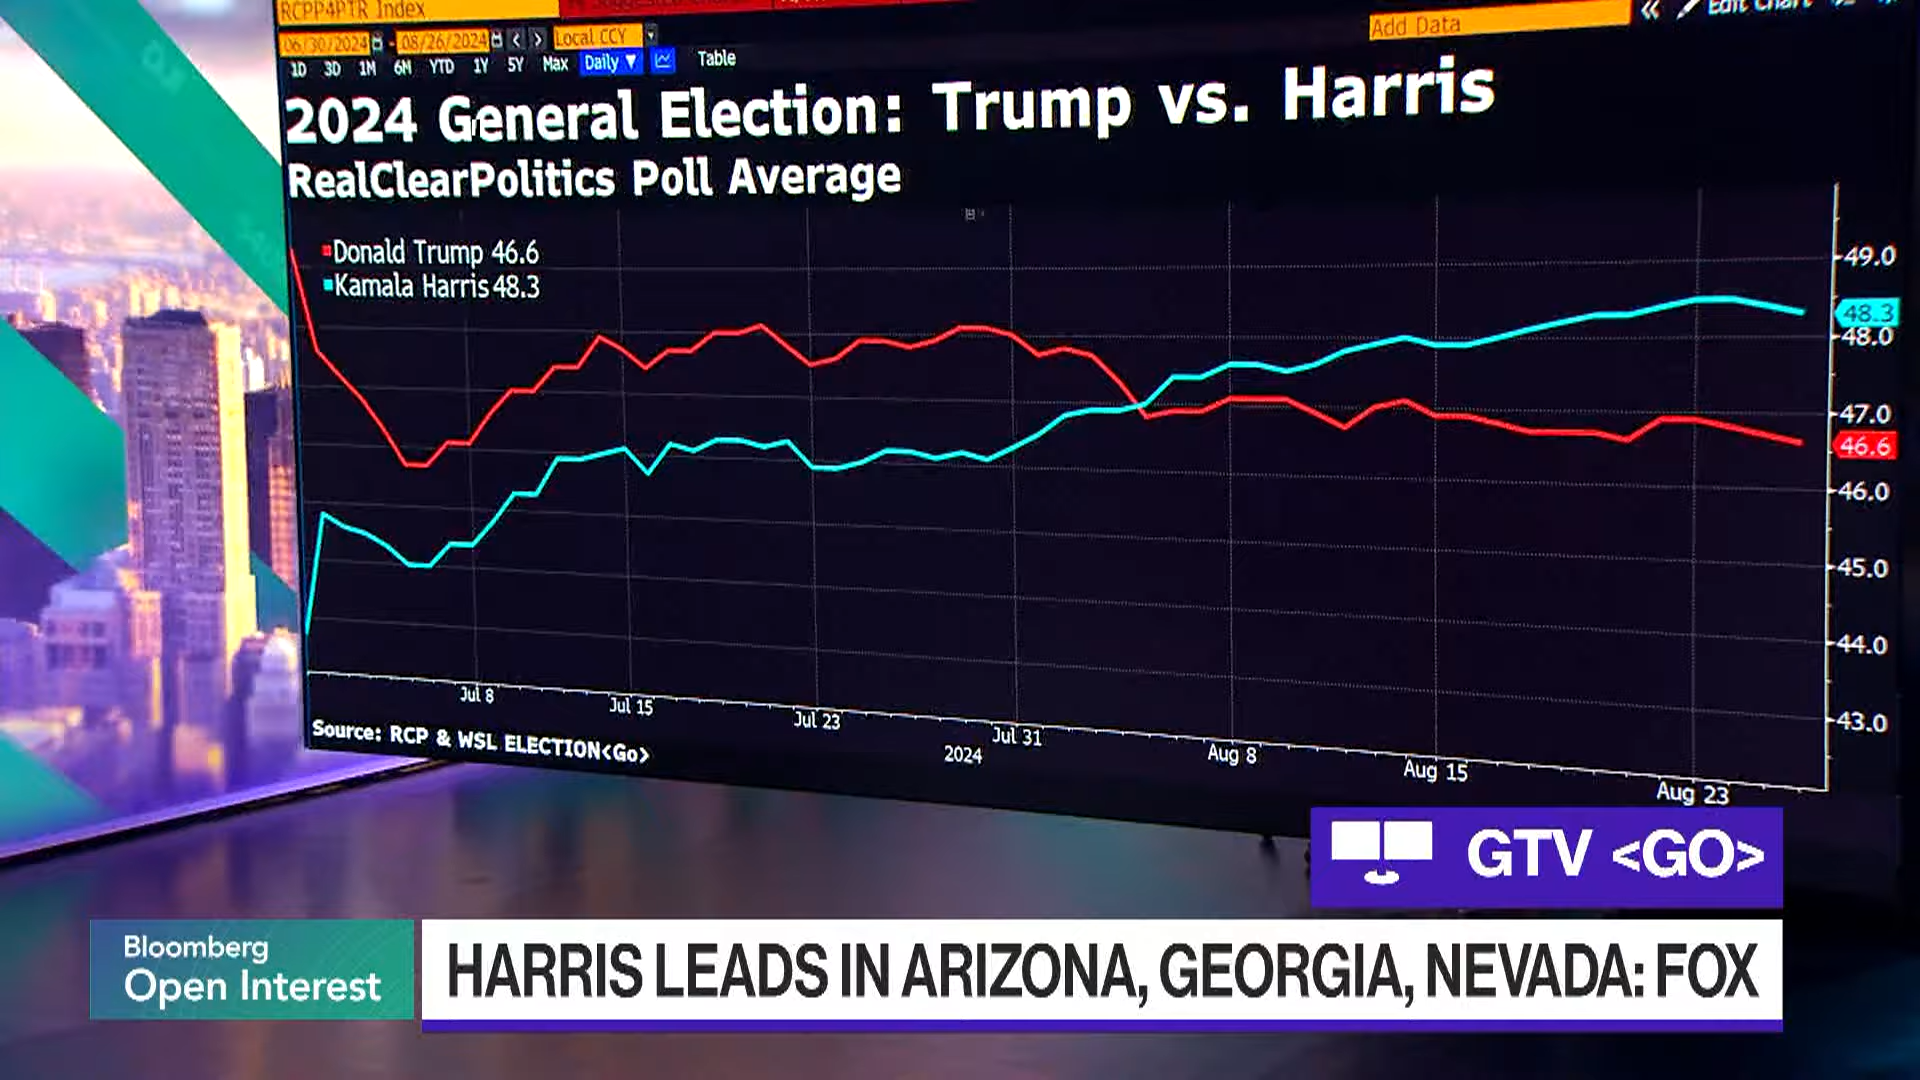 RCPP4PTR Index
Add Data
Edit Chart
06/30/2024 - 08/26/2024 < > Local CCY
1D 3D 1M 6M YTD 1Y 5Y Max Daily ▼ Table
2024 General Election: Trump vs. Harris
RealClearPolitics Poll Average
Donald Trump 46.6
Kamala Harris 48.3
49.0
48.3
48.0
47.0
46.6
46.0
45.0
44.0
43.0
Jul 8
Jul 15
Jul 23
Jul 31
Aug 8
Aug 15
Aug 23
2024
Source: RCP & WSL ELECTION<Go>
GTV <GO>
Bloomberg
Open Interest
HARRIS LEADS IN ARIZONA, GEORGIA, NEVADA: FOX